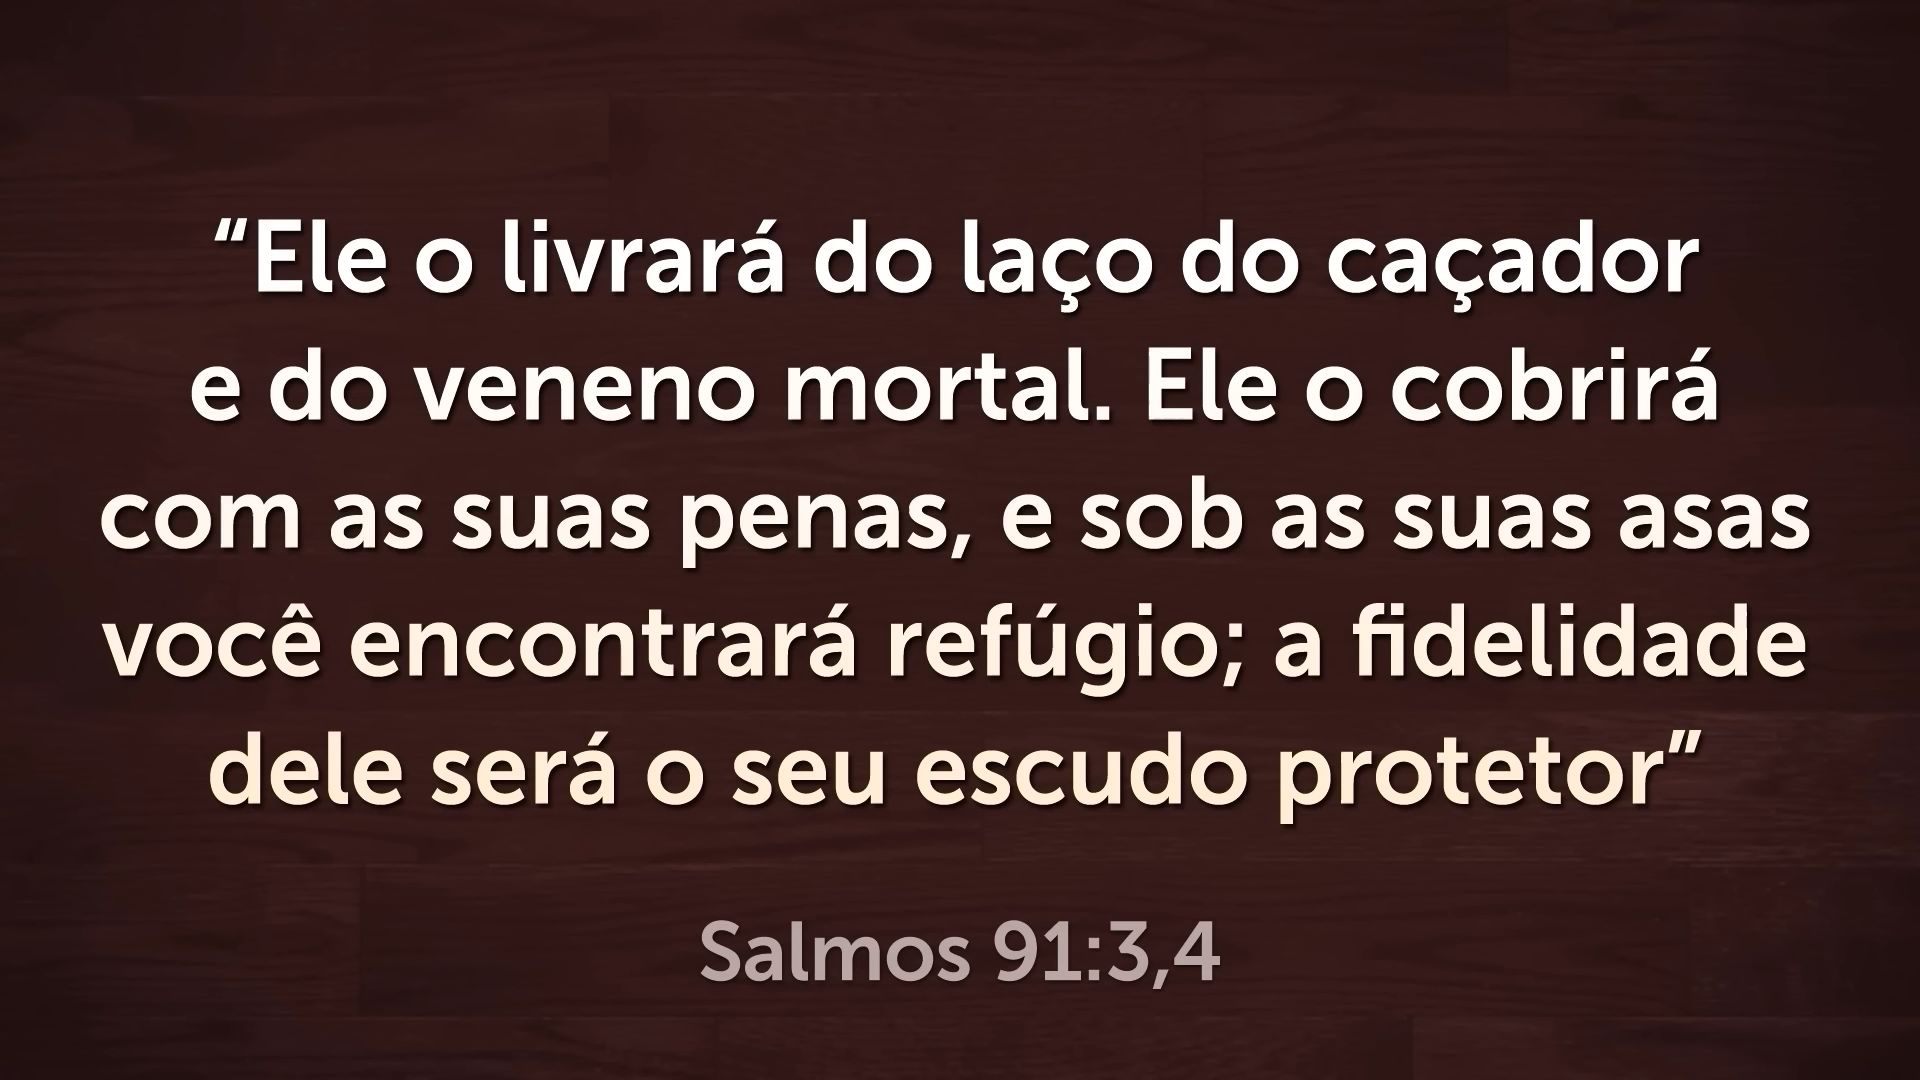 “Ele o livrará do laço do caçador
e do veneno mortal. Ele o cobrirá
com as suas penas, e sob as suas asas
você encontrará refúgio; a fidelidade
dele será o seu escudo protetor”
Salmos 91:3,4